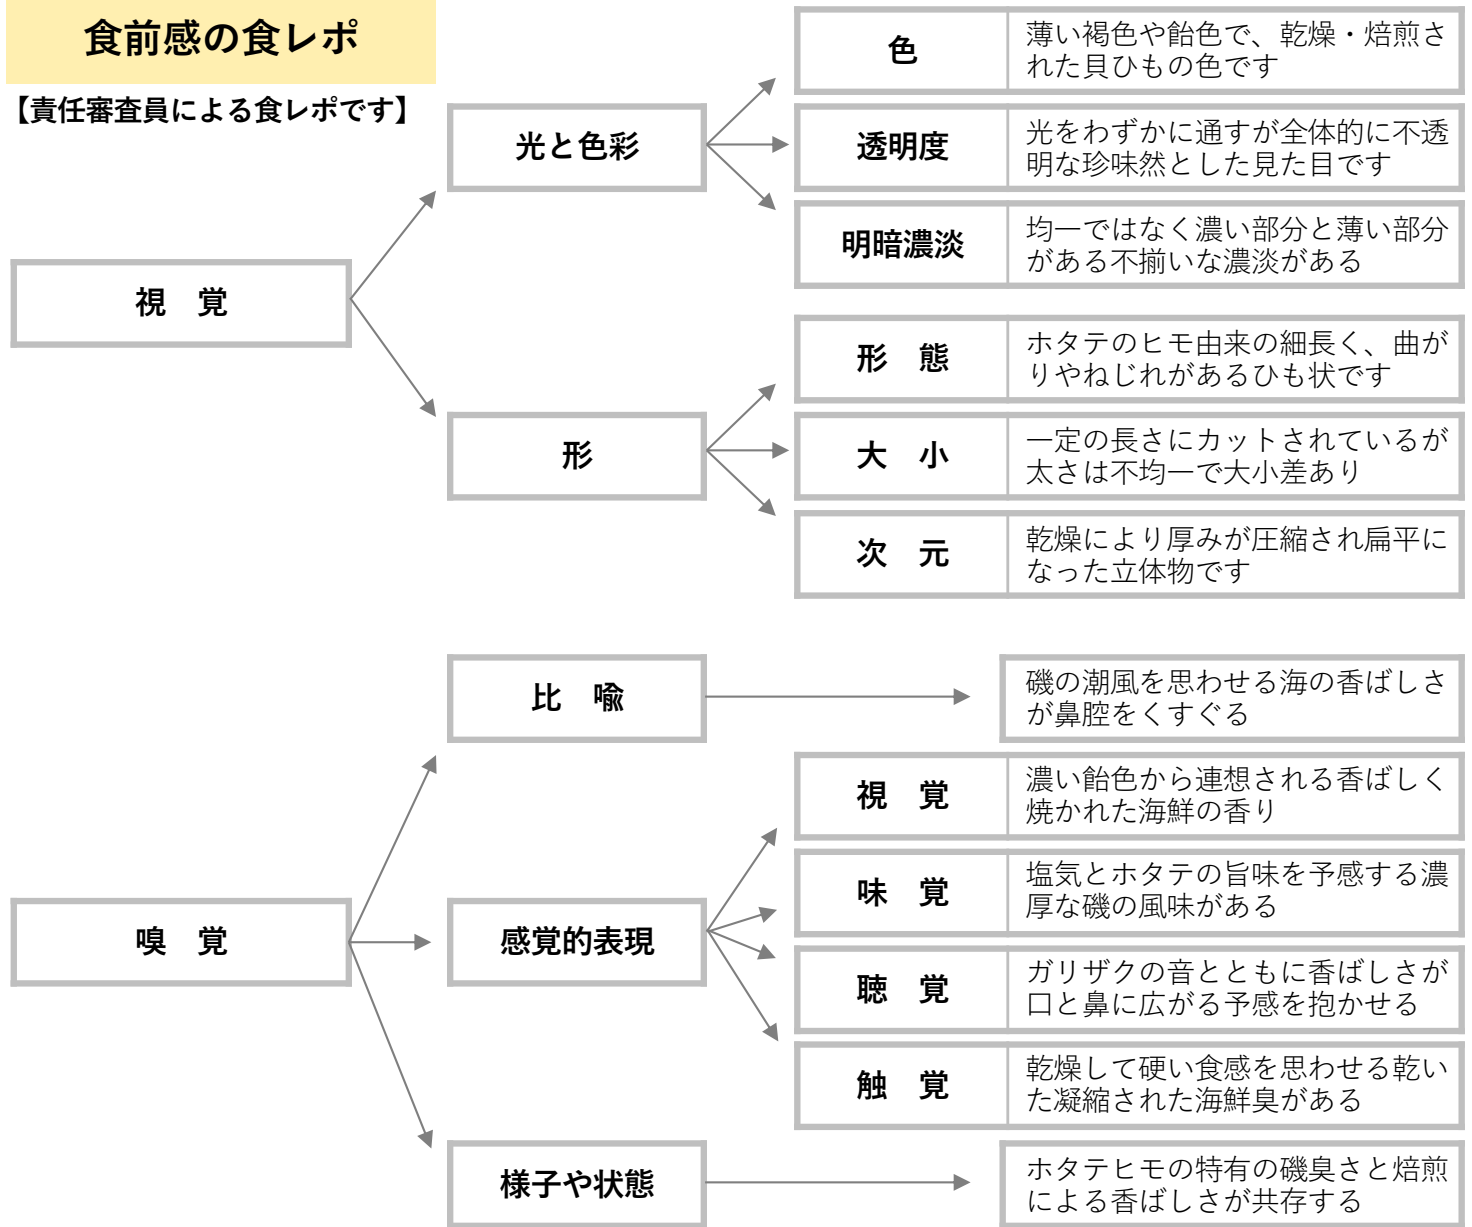 食前感の食レポ
【責任審査員による食レポです】
視　覚
光と色彩
色
薄い褐色や飴色で、乾燥・焙煎さ
れた貝ひもの色です
透明度
光をわずかに通すが全体的に不透
明な珍味然とした見た目です
明暗濃淡
均一ではなく濃い部分と薄い部分
がある不揃いな濃淡がある
形
形　態
ホタテのヒモ由来の細長く、曲が
りやねじれがあるひも状です
大　小
一定の長さにカットされているが
太さは不均一で大小差あり
次　元
乾燥により厚みが圧縮され扁平に
なった立体物です
嗅　覚
比　喩
磯の潮風を思わせる海の香ばしさ
が鼻腔をくすぐる
感覚的表現
視　覚
濃い飴色から連想される香ばしく
焼かれた海鮮の香り
味　覚
塩気とホタテの旨味を予感する濃
厚な磯の風味がある
聴　覚
ガリザクの音とともに香ばしさが
口と鼻に広がる予感を抱かせる
触　覚
乾燥して硬い食感を思わせる乾い
た凝縮された海鮮臭がある
様子や状態
ホタテヒモの特有の磯臭さと焙煎
による香ばしさが共存する